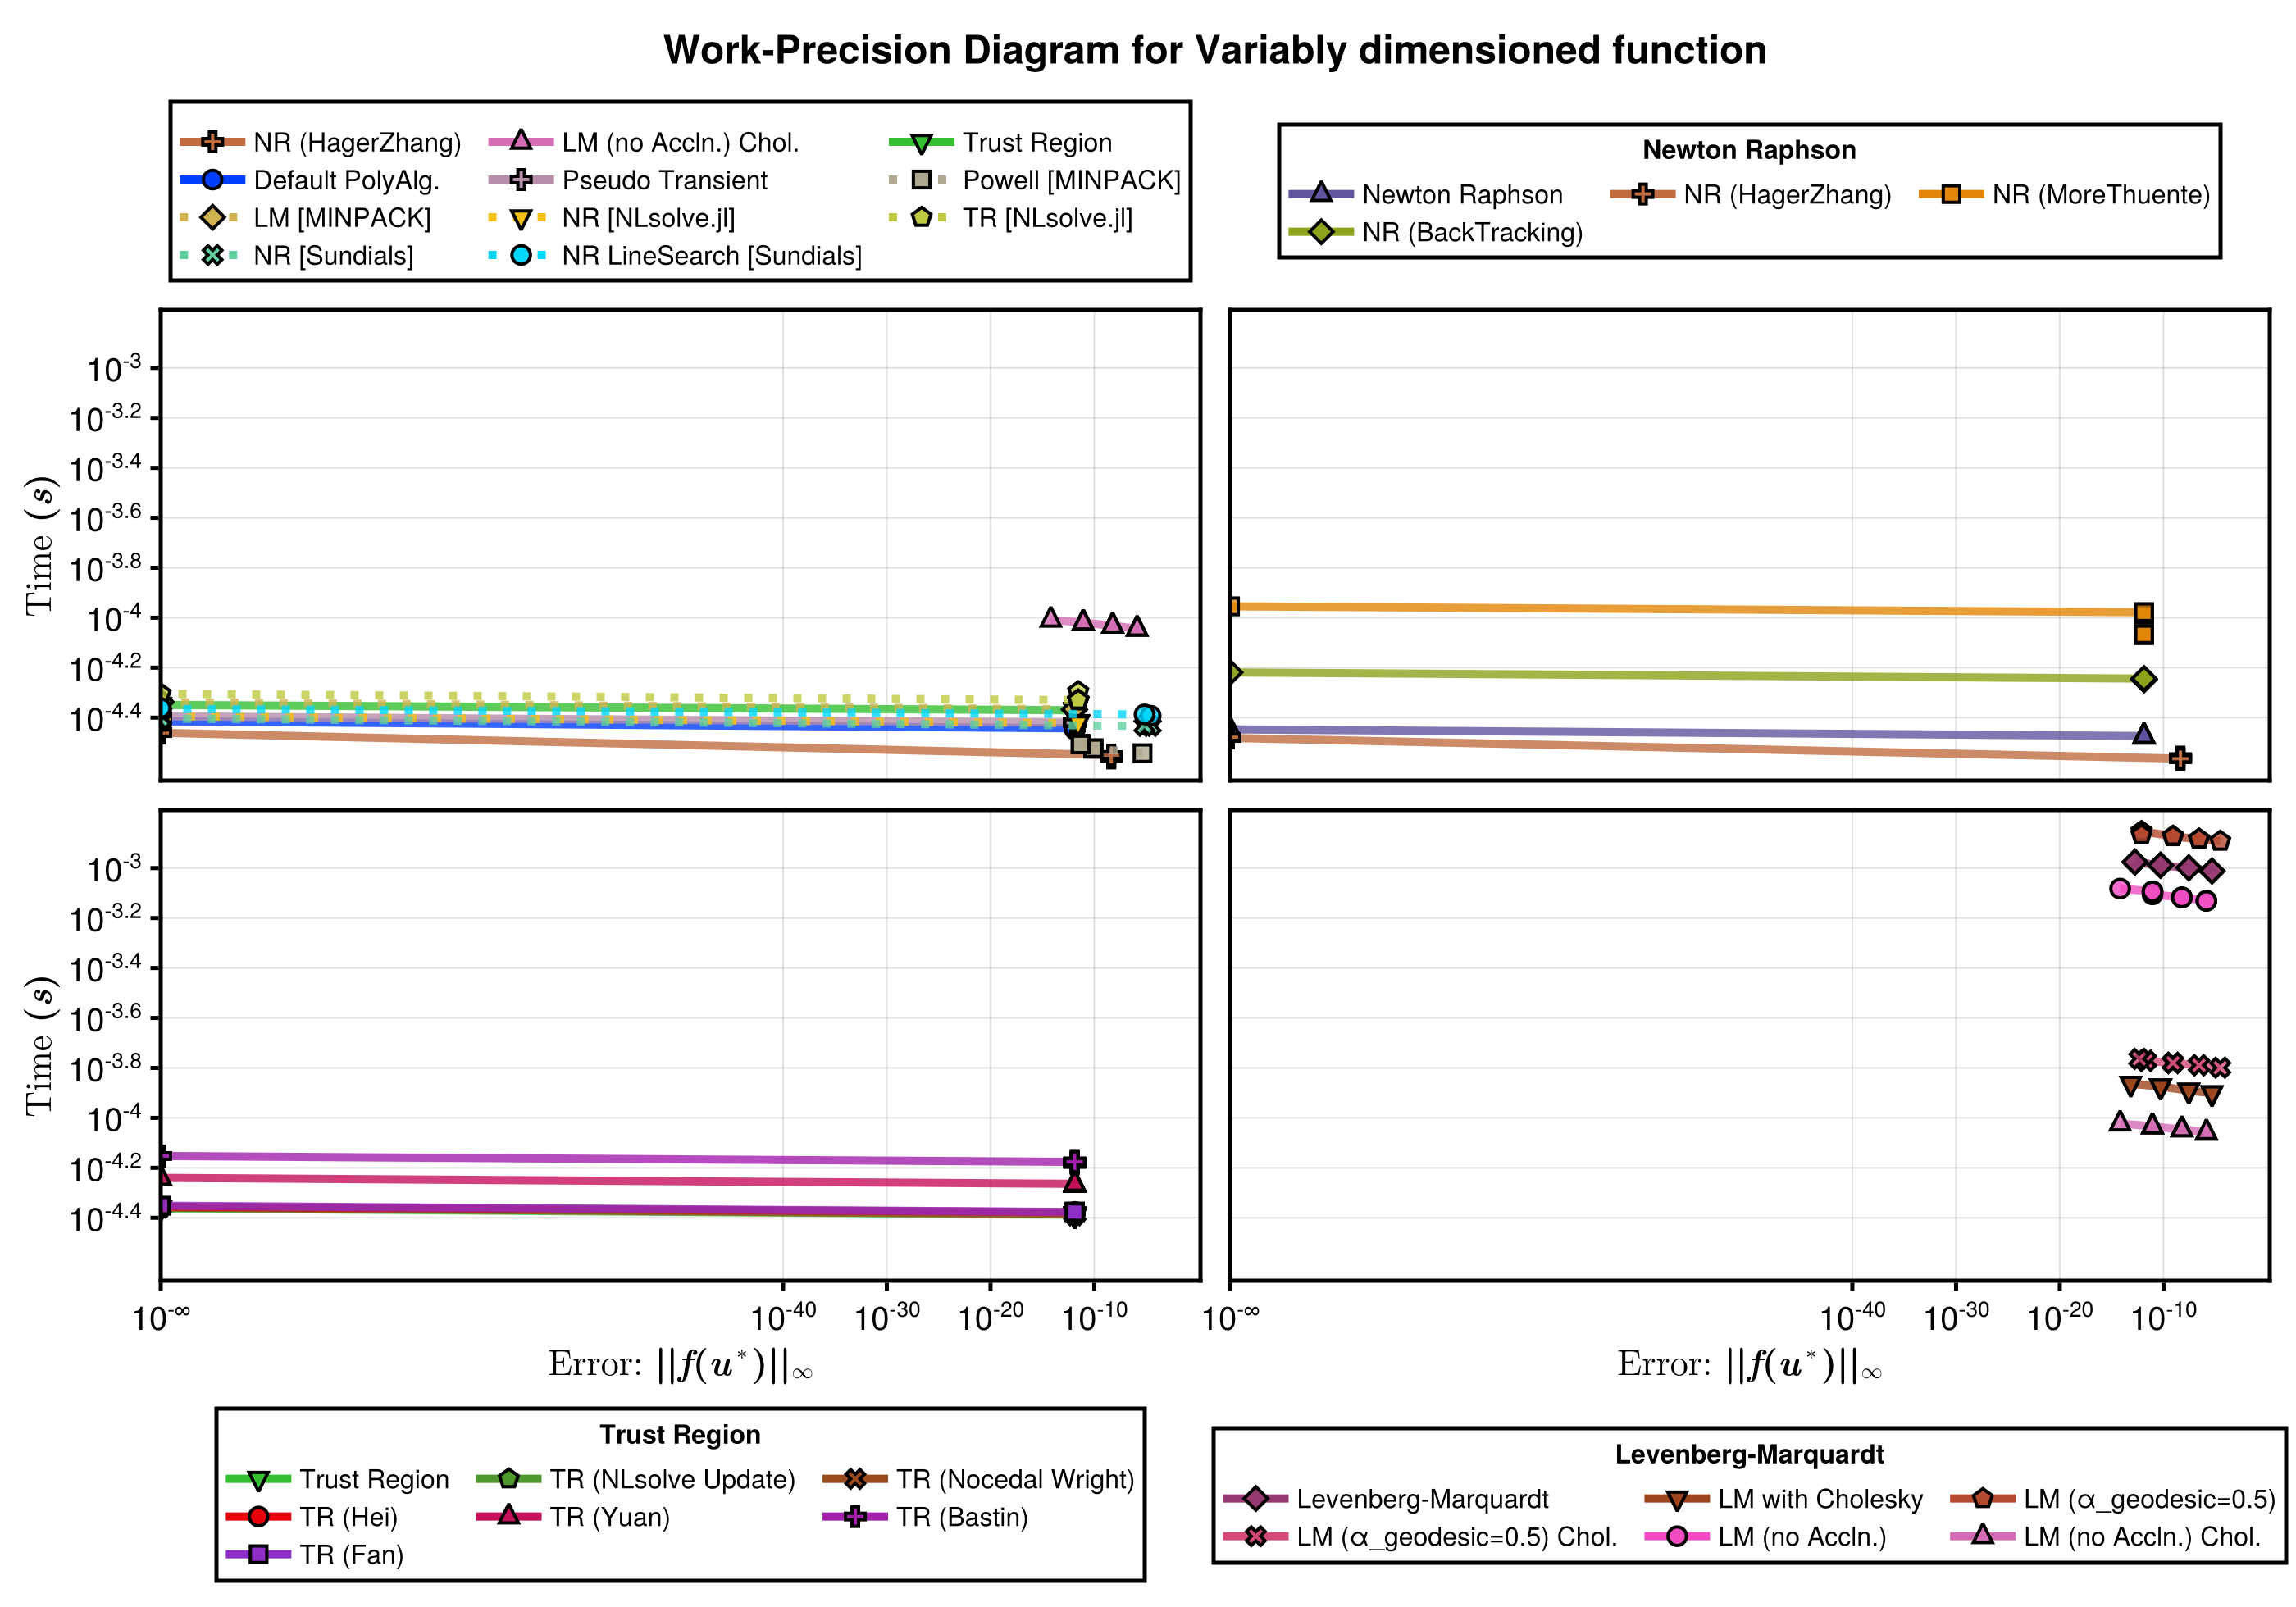 Work-Precision Diagram for Variably dimensioned function
NR (HagerZhang) LM (no Accln.) Chol. Trust Region
Default PolyAlg. Pseudo Transient Powell [MINPACK]
LM [MINPACK] NR [NLsolve.jl] TR [NLsolve.jl]
NR [Sundials] NR LineSearch [Sundials]
Newton Raphson
Newton Raphson NR (HagerZhang) NR (MoreThuente)
NR (BackTracking)
Time (s)
10^-3
10^-3.2
10^-3.4
10^-3.6
10^-3.8
10^-4
10^-4.2
10^-4.4
Time (s)
10^-3
10^-3.2
10^-3.4
10^-3.6
10^-3.8
10^-4
10^-4.2
10^-4.4
10^-∞ 10^-40 10^-30 10^-20 10^-10
Error: ||f(u*)||∞
10^-∞ 10^-40 10^-30 10^-20 10^-10
Error: ||f(u*)||∞
Trust Region
Trust Region TR (NLsolve Update) TR (Nocedal Wright)
TR (Hei) TR (Yuan) TR (Bastin)
TR (Fan)
Levenberg-Marquardt
Levenberg-Marquardt LM with Cholesky LM (α_geodesic=0.5)
LM (α_geodesic=0.5) Chol. LM (no Accln.) LM (no Accln.) Chol.